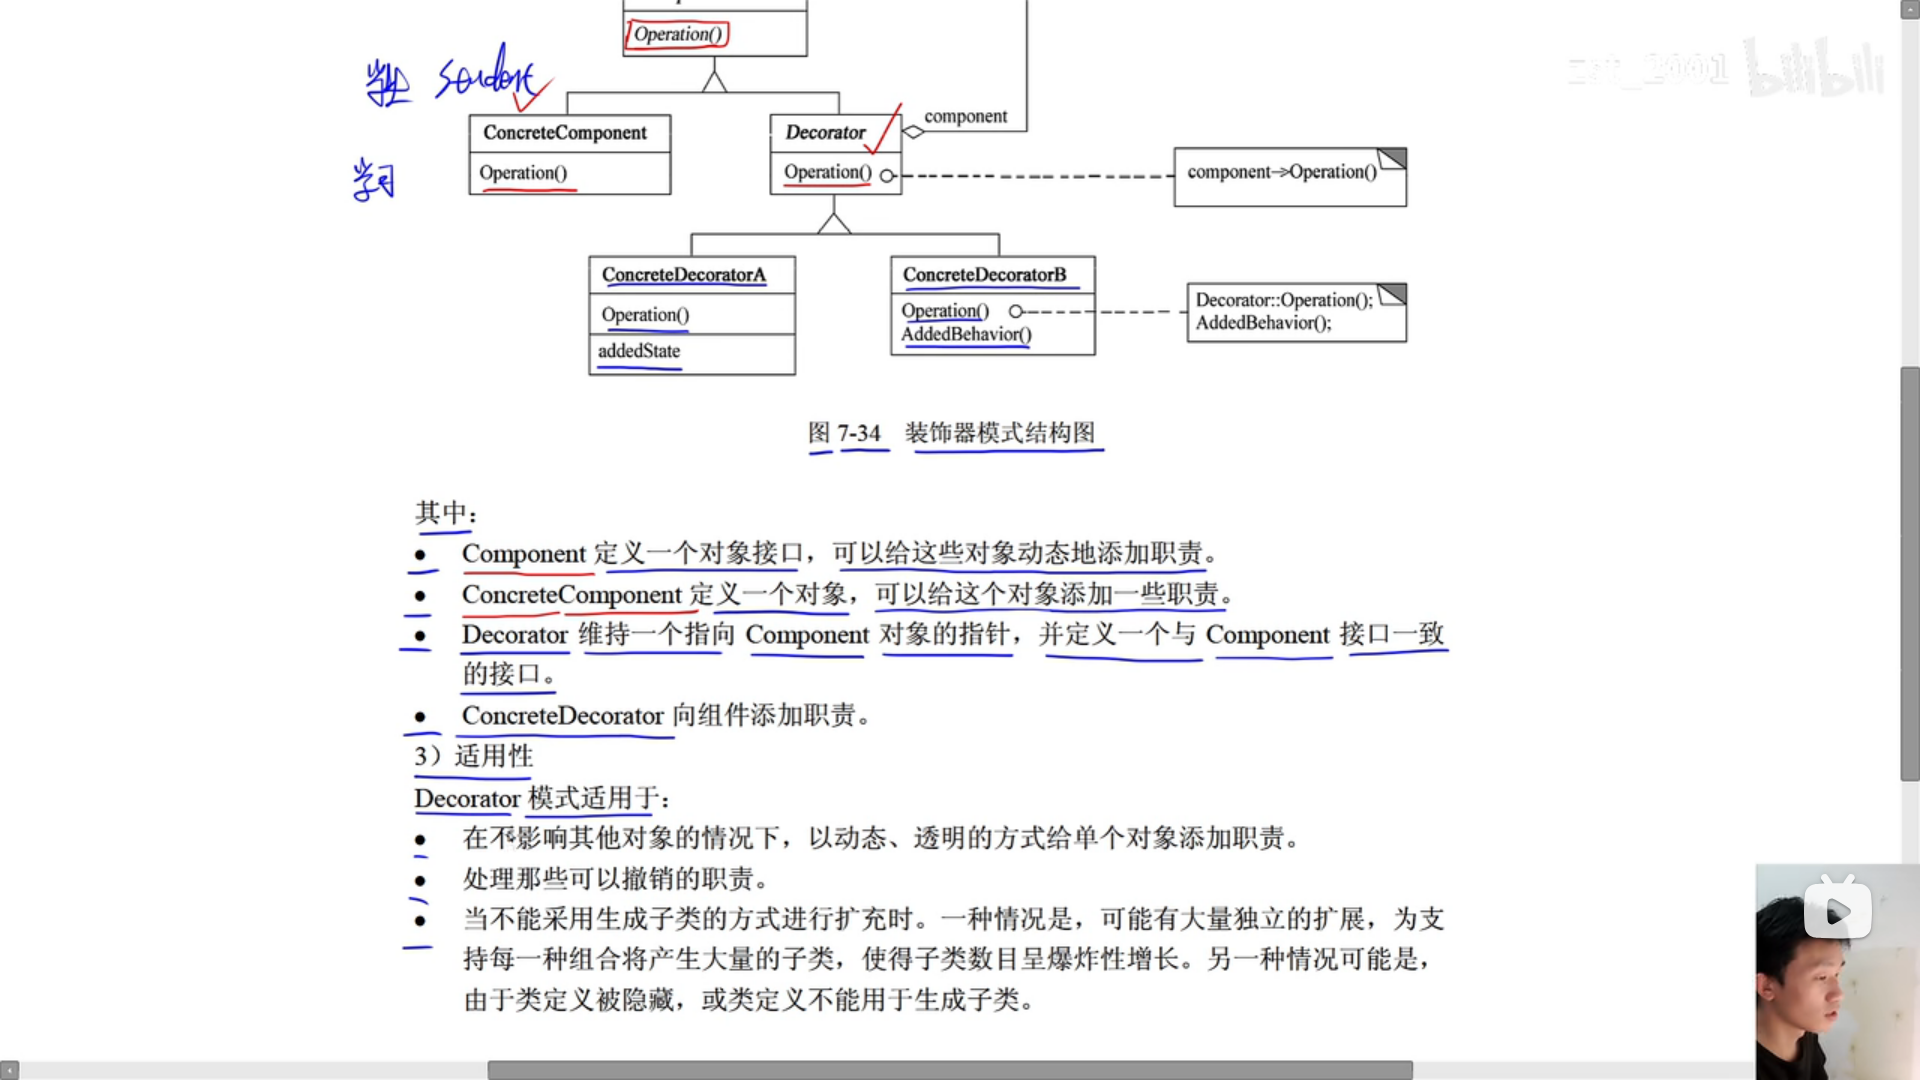 Operation()
学生 Student
component
ConcreteComponent
Decorator
Operation()
Operation()
component->Operation()
学习
ConcreteDecoratorA
ConcreteDecoratorB
Operation()
Operation()
AddedBehavior()
addedState
Decorator::Operation();
AddedBehavior();
图 7-34 装饰器模式结构图
其中：
● Component 定义一个对象接口，可以给这些对象动态地添加职责。
● ConcreteComponent 定义一个对象，可以给这个对象添加一些职责。
● Decorator 维持一个指向 Component 对象的指针，并定义一个与 Component 接口一致
的接口。
● ConcreteDecorator 向组件添加职责。
3）适用性
Decorator 模式适用于：
● 在不影响其他对象的情况下，以动态、透明的方式给单个对象添加职责。
● 处理那些可以撤销的职责。
● 当不能采用生成子类的方式进行扩充时。一种情况是，可能有大量独立的扩展，为支
持每一种组合将产生大量的子类，使得子类数目呈爆炸性增长。另一种情况可能是，
由于类定义被隐藏，或类定义不能用于生成子类。
bilibili